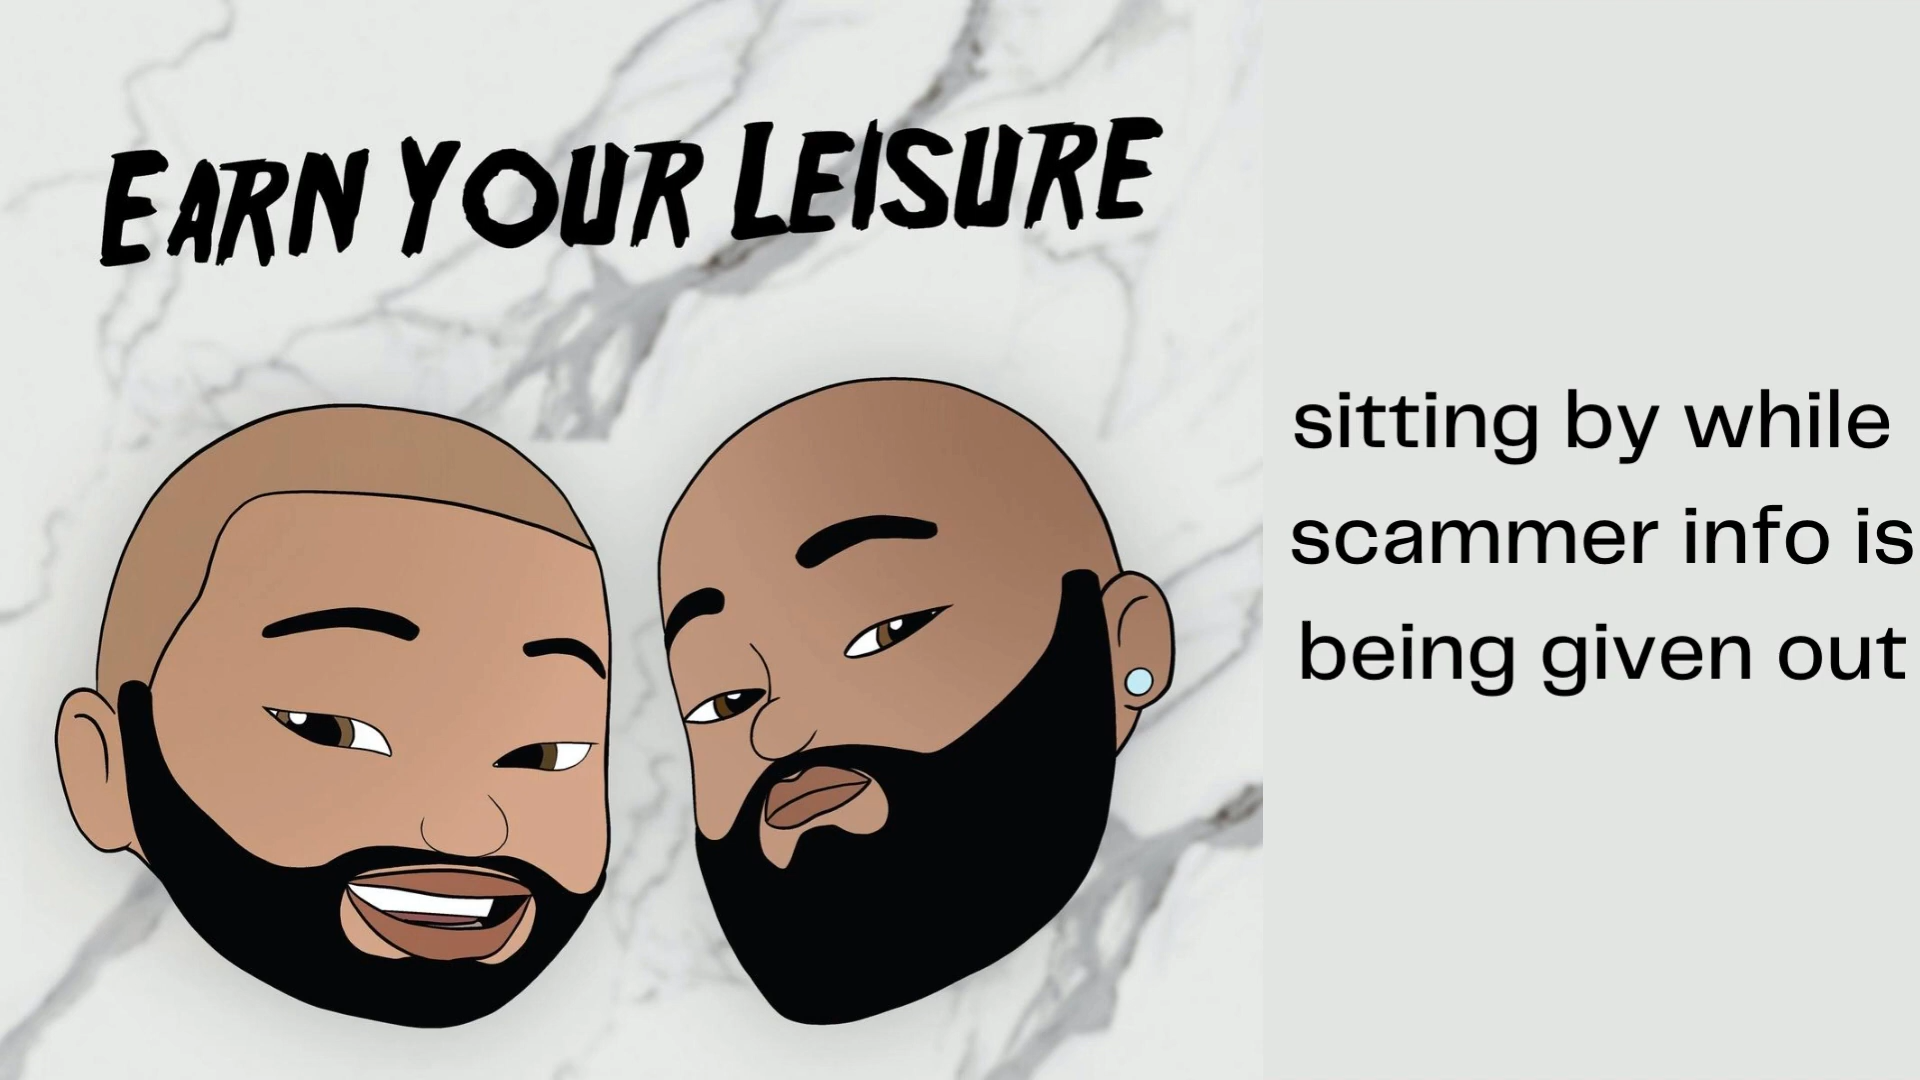 EARN YOUR LEISURE
sitting by while
scammer info is
being given out